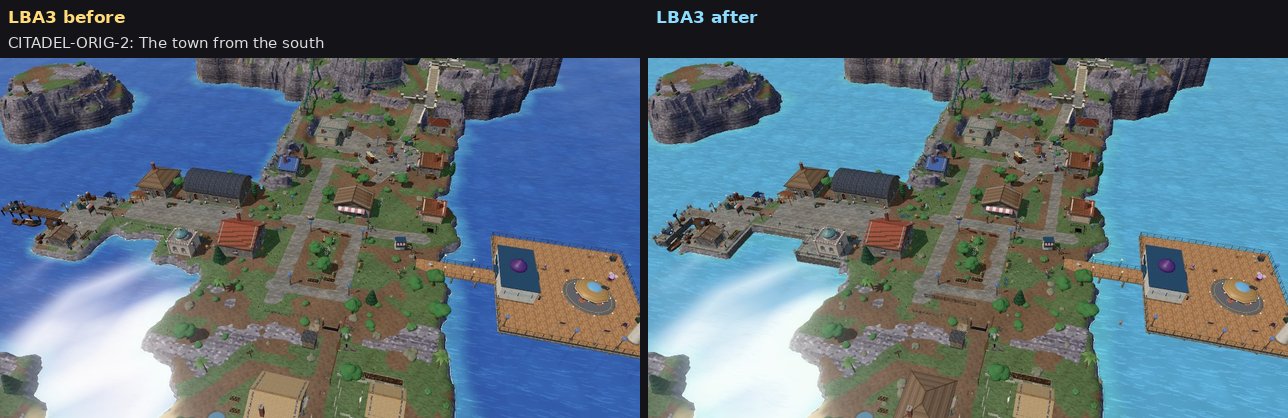 LBA3 before
LBA3 after
CITADEL-ORIG-2: The town from the south